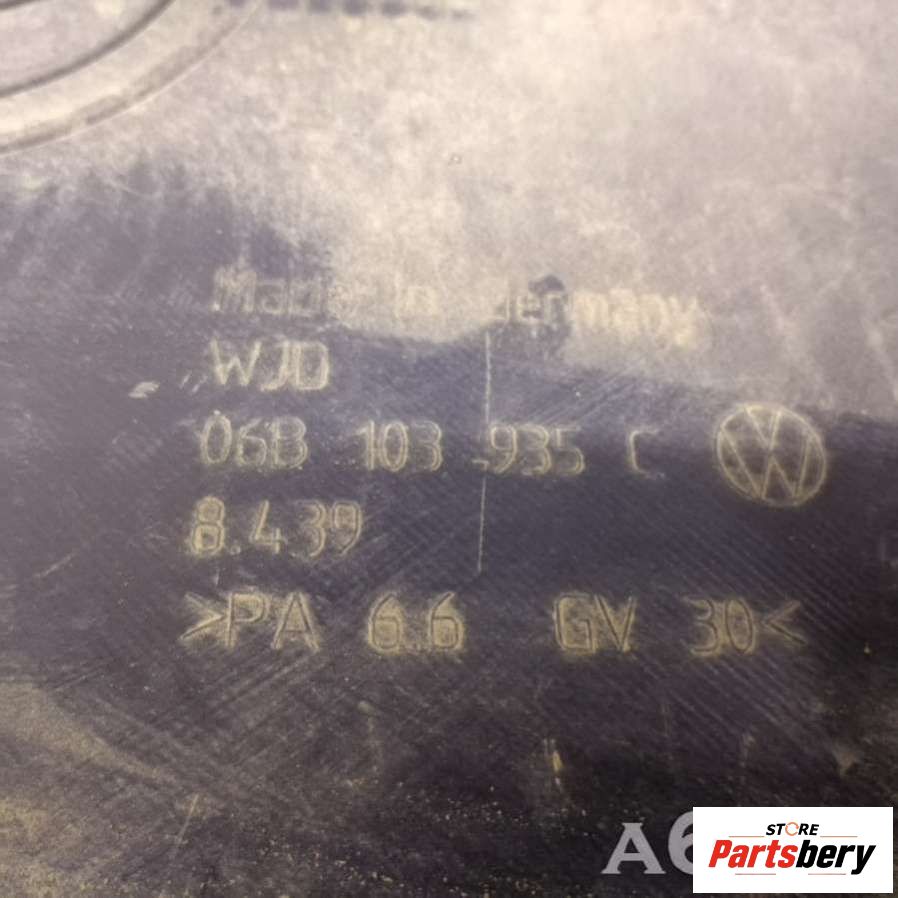 Made in Germany
WJD
06B 103 935 C
8.439
>PA 6.6 GV 30<
A6
STORE
Partsbery